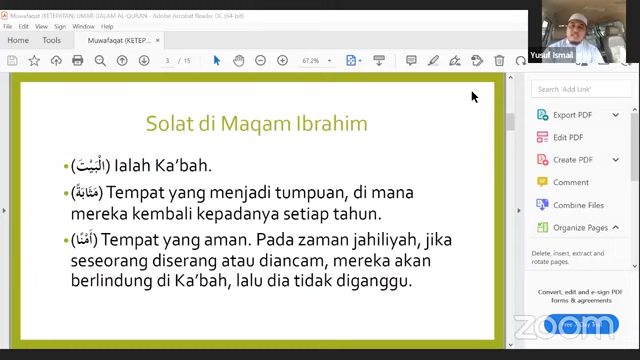 Muwafaqat (KETEPATAN) UMAR DALAM AL-QURAN - Adobe Acrobat Reader DC (64-bit)
File Edit View Sign Window Help
Home Tools Muwafaqat (KETEP... ×
3 / 15 67.2%
Yusuf Ismail
Search 'Add Link'
Export PDF
Edit PDF
Create PDF
Comment
Combine Files
Organize Pages
Delete, insert, extract and rotate pages.
Convert, edit and e-sign PDF
forms & agreements
Free 7-Day Trial
zoom
Solat di Maqam Ibrahim
•(الْبَيْتَ) Ialah Ka’bah.
•(مَثَابَةً) Tempat yang menjadi tumpuan, di mana
mereka kembali kepadanya setiap tahun.
•(أَمْنًا) Tempat yang aman. Pada zaman jahiliyah, jika
seseorang diserang atau diancam, mereka akan
berlindung di Ka’bah, lalu dia tidak diganggu.